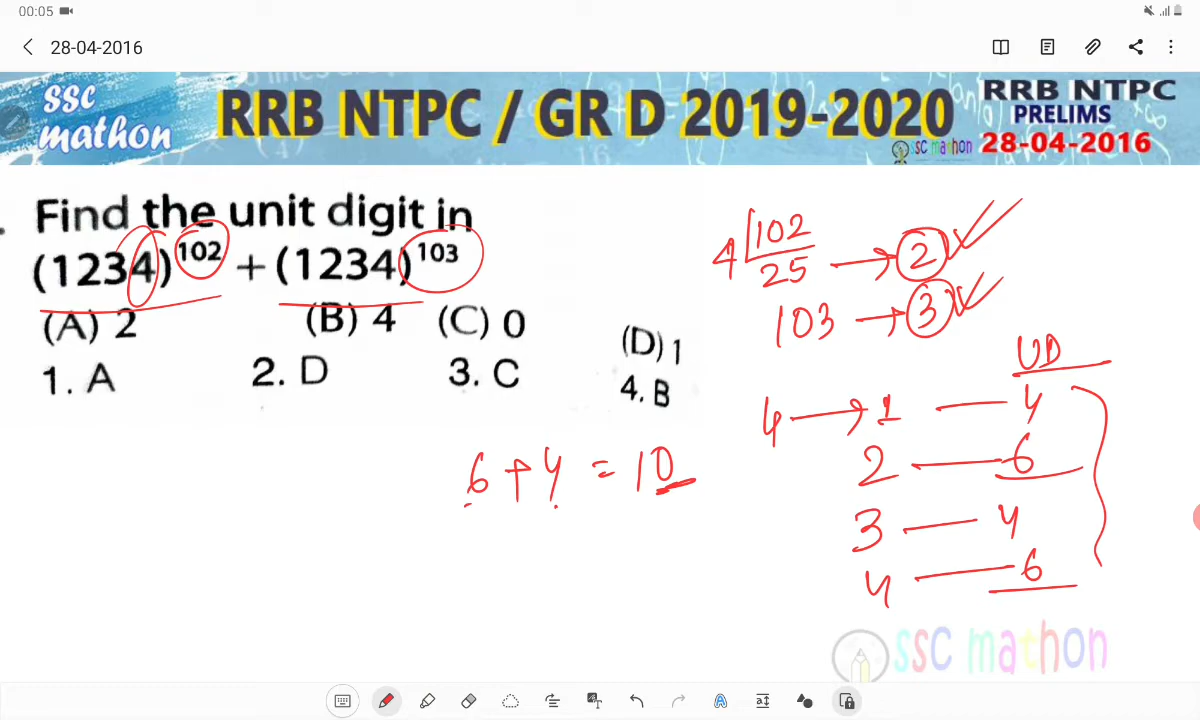 00:05
28-04-2016
SSC mathon
RRB NTPC / GR D 2019-2020
SSC mathon
RRB NTPC
PRELIMS
28-04-2016
Find the unit digit in
(1234)^102 + (1234)^103
(A) 2 (B) 4 (C) 0 (D) 1
1. A 2. D 3. C 4. B
4 102
25 → 2
103 → 3
UD
4 → 1 — 4
2 — 6
3 — 4
4 — 6
6 + 4 = 10
SSC mathon